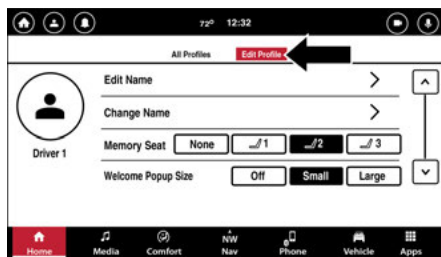 72° 12:32
All Profiles Edit Profile
Edit Name
Change Name
Driver 1
Memory Seat None 1 2 3
Welcome Popup Size Off Small Large
Home Media Comfort NW Nav Phone Vehicle Apps